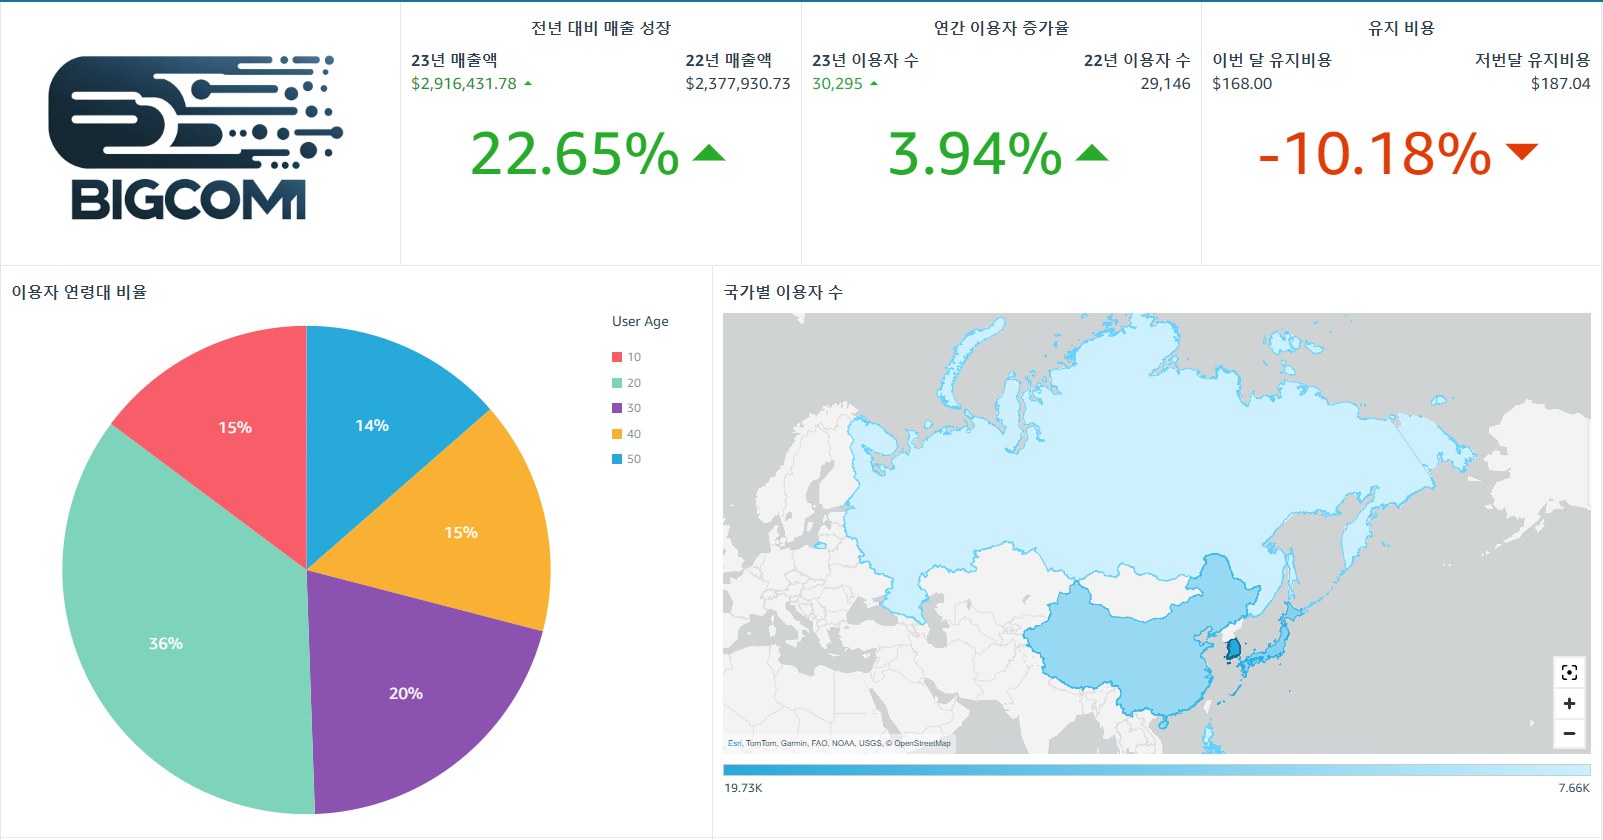 BIGCOM
전년 대비 매출 성장
23년 매출액
22년 매출액
$2,916,431.78
$2,377,930.73
22.65%
연간 이용자 증가율
23년 이용자 수
22년 이용자 수
30,295
29,146
3.94%
유지 비용
이번 달 유지비용
저번달 유지비용
$168.00
$187.04
-10.18%
이용자 연령대 비율
User Age
10
20
30
40
50
15%
14%
15%
36%
20%
국가별 이용자 수
+
−
Esri, TomTom, Garmin, FAO, NOAA, USGS, © OpenStreetMap
19.73K
7.66K